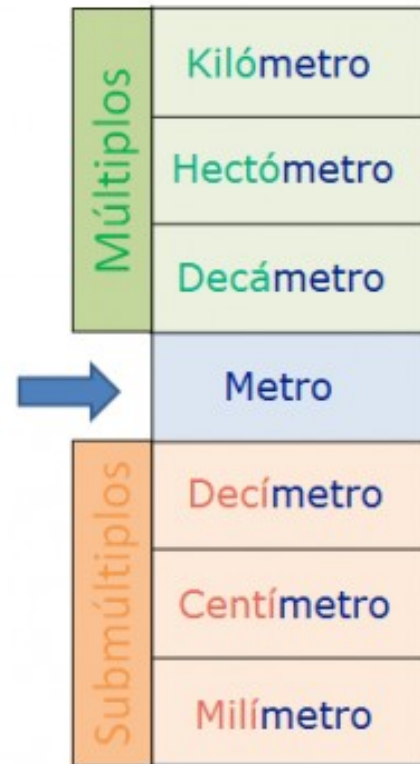 Múltiplos
Kilómetro
Hectómetro
Decámetro
Metro
Submúltiplos
Decímetro
Centímetro
Milímetro